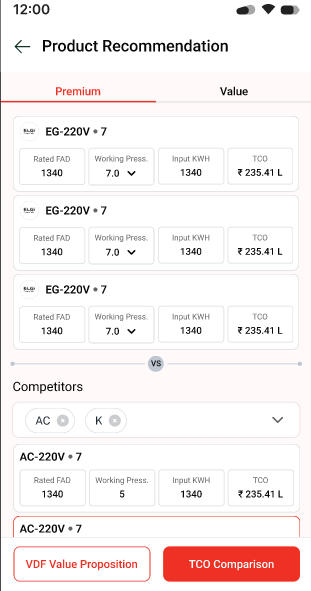 12:00
Product Recommendation
Premium
Value
ELGi
EG-220V • 7
Rated FAD
Working Press.
Input KWH
TCO
1340
7.0
1340
₹ 235.41 L
ELGi
EG-220V • 7
Rated FAD
Working Press.
Input KWH
TCO
1340
7.0
1340
₹ 235.41 L
ELGi
EG-220V • 7
Rated FAD
Working Press.
Input KWH
TCO
1340
7.0
1340
₹ 235.41 L
VS
Competitors
AC
K
AC-220V • 7
Rated FAD
Working Press.
Input KWH
TCO
1340
5
1340
₹ 235.41 L
AC-220V • 7
VDF Value Proposition
TCO Comparison